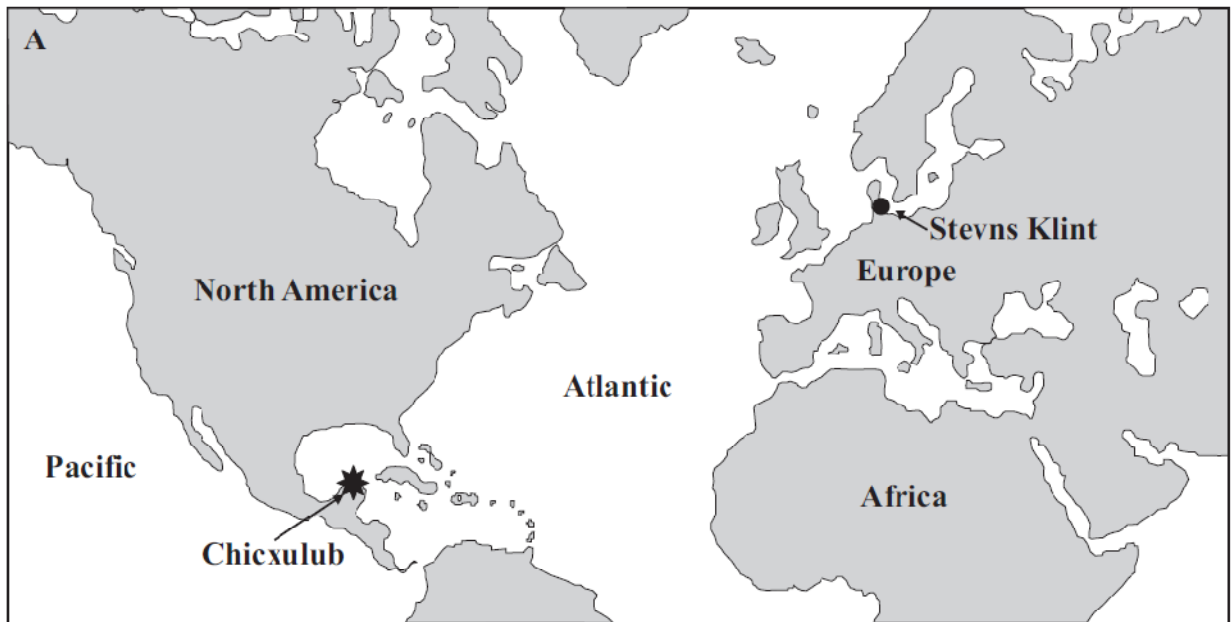 A
Stevns Klint
Europe
North America
Atlantic
Pacific
Africa
Chicxulub